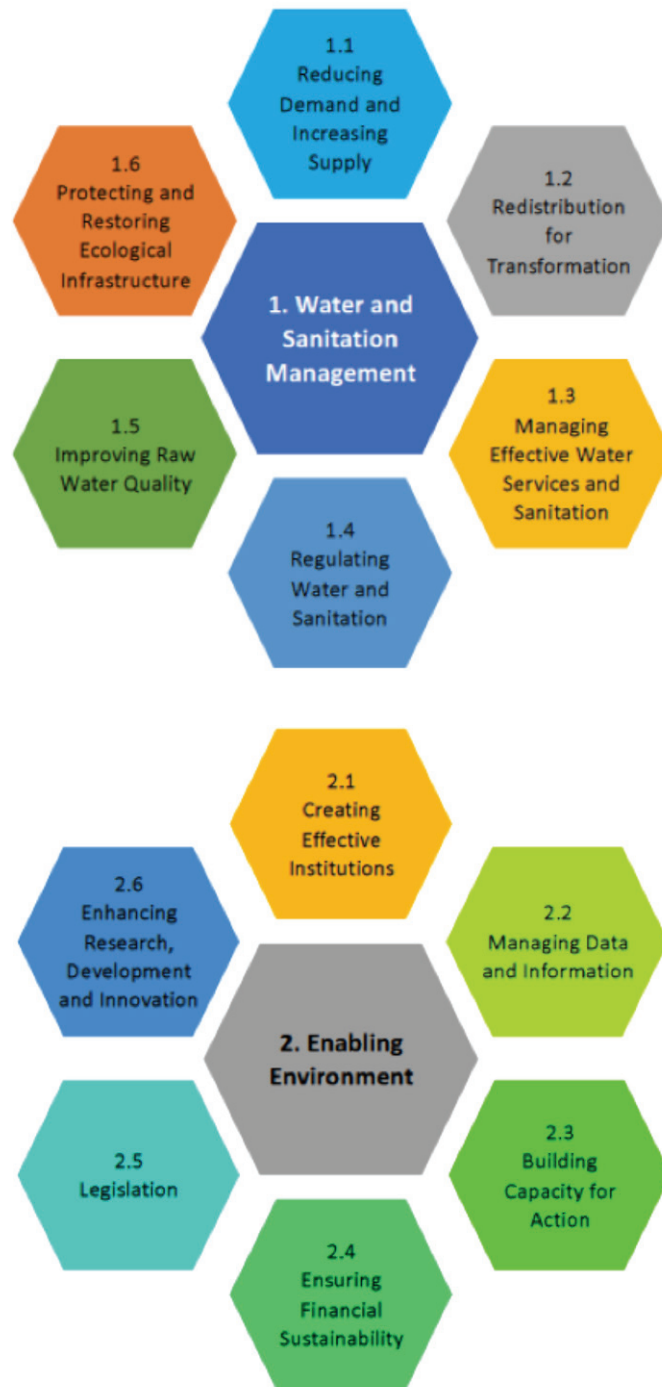 1.1
Reducing
Demand and
Increasing
Supply
1.2
Redistribution
for
Transformation
1.3
Managing
Effective Water
Services and
Sanitation
1.4
Regulating
Water and
Sanitation
1.5
Improving Raw
Water Quality
1.6
Protecting and
Restoring
Ecological
Infrastructure
1. Water and
Sanitation
Management
2.1
Creating
Effective
Institutions
2.2
Managing Data
and Information
2.3
Building
Capacity for
Action
2.4
Ensuring
Financial
Sustainability
2.5
Legislation
2.6
Enhancing
Research,
Development
and Innovation
2. Enabling
Environment